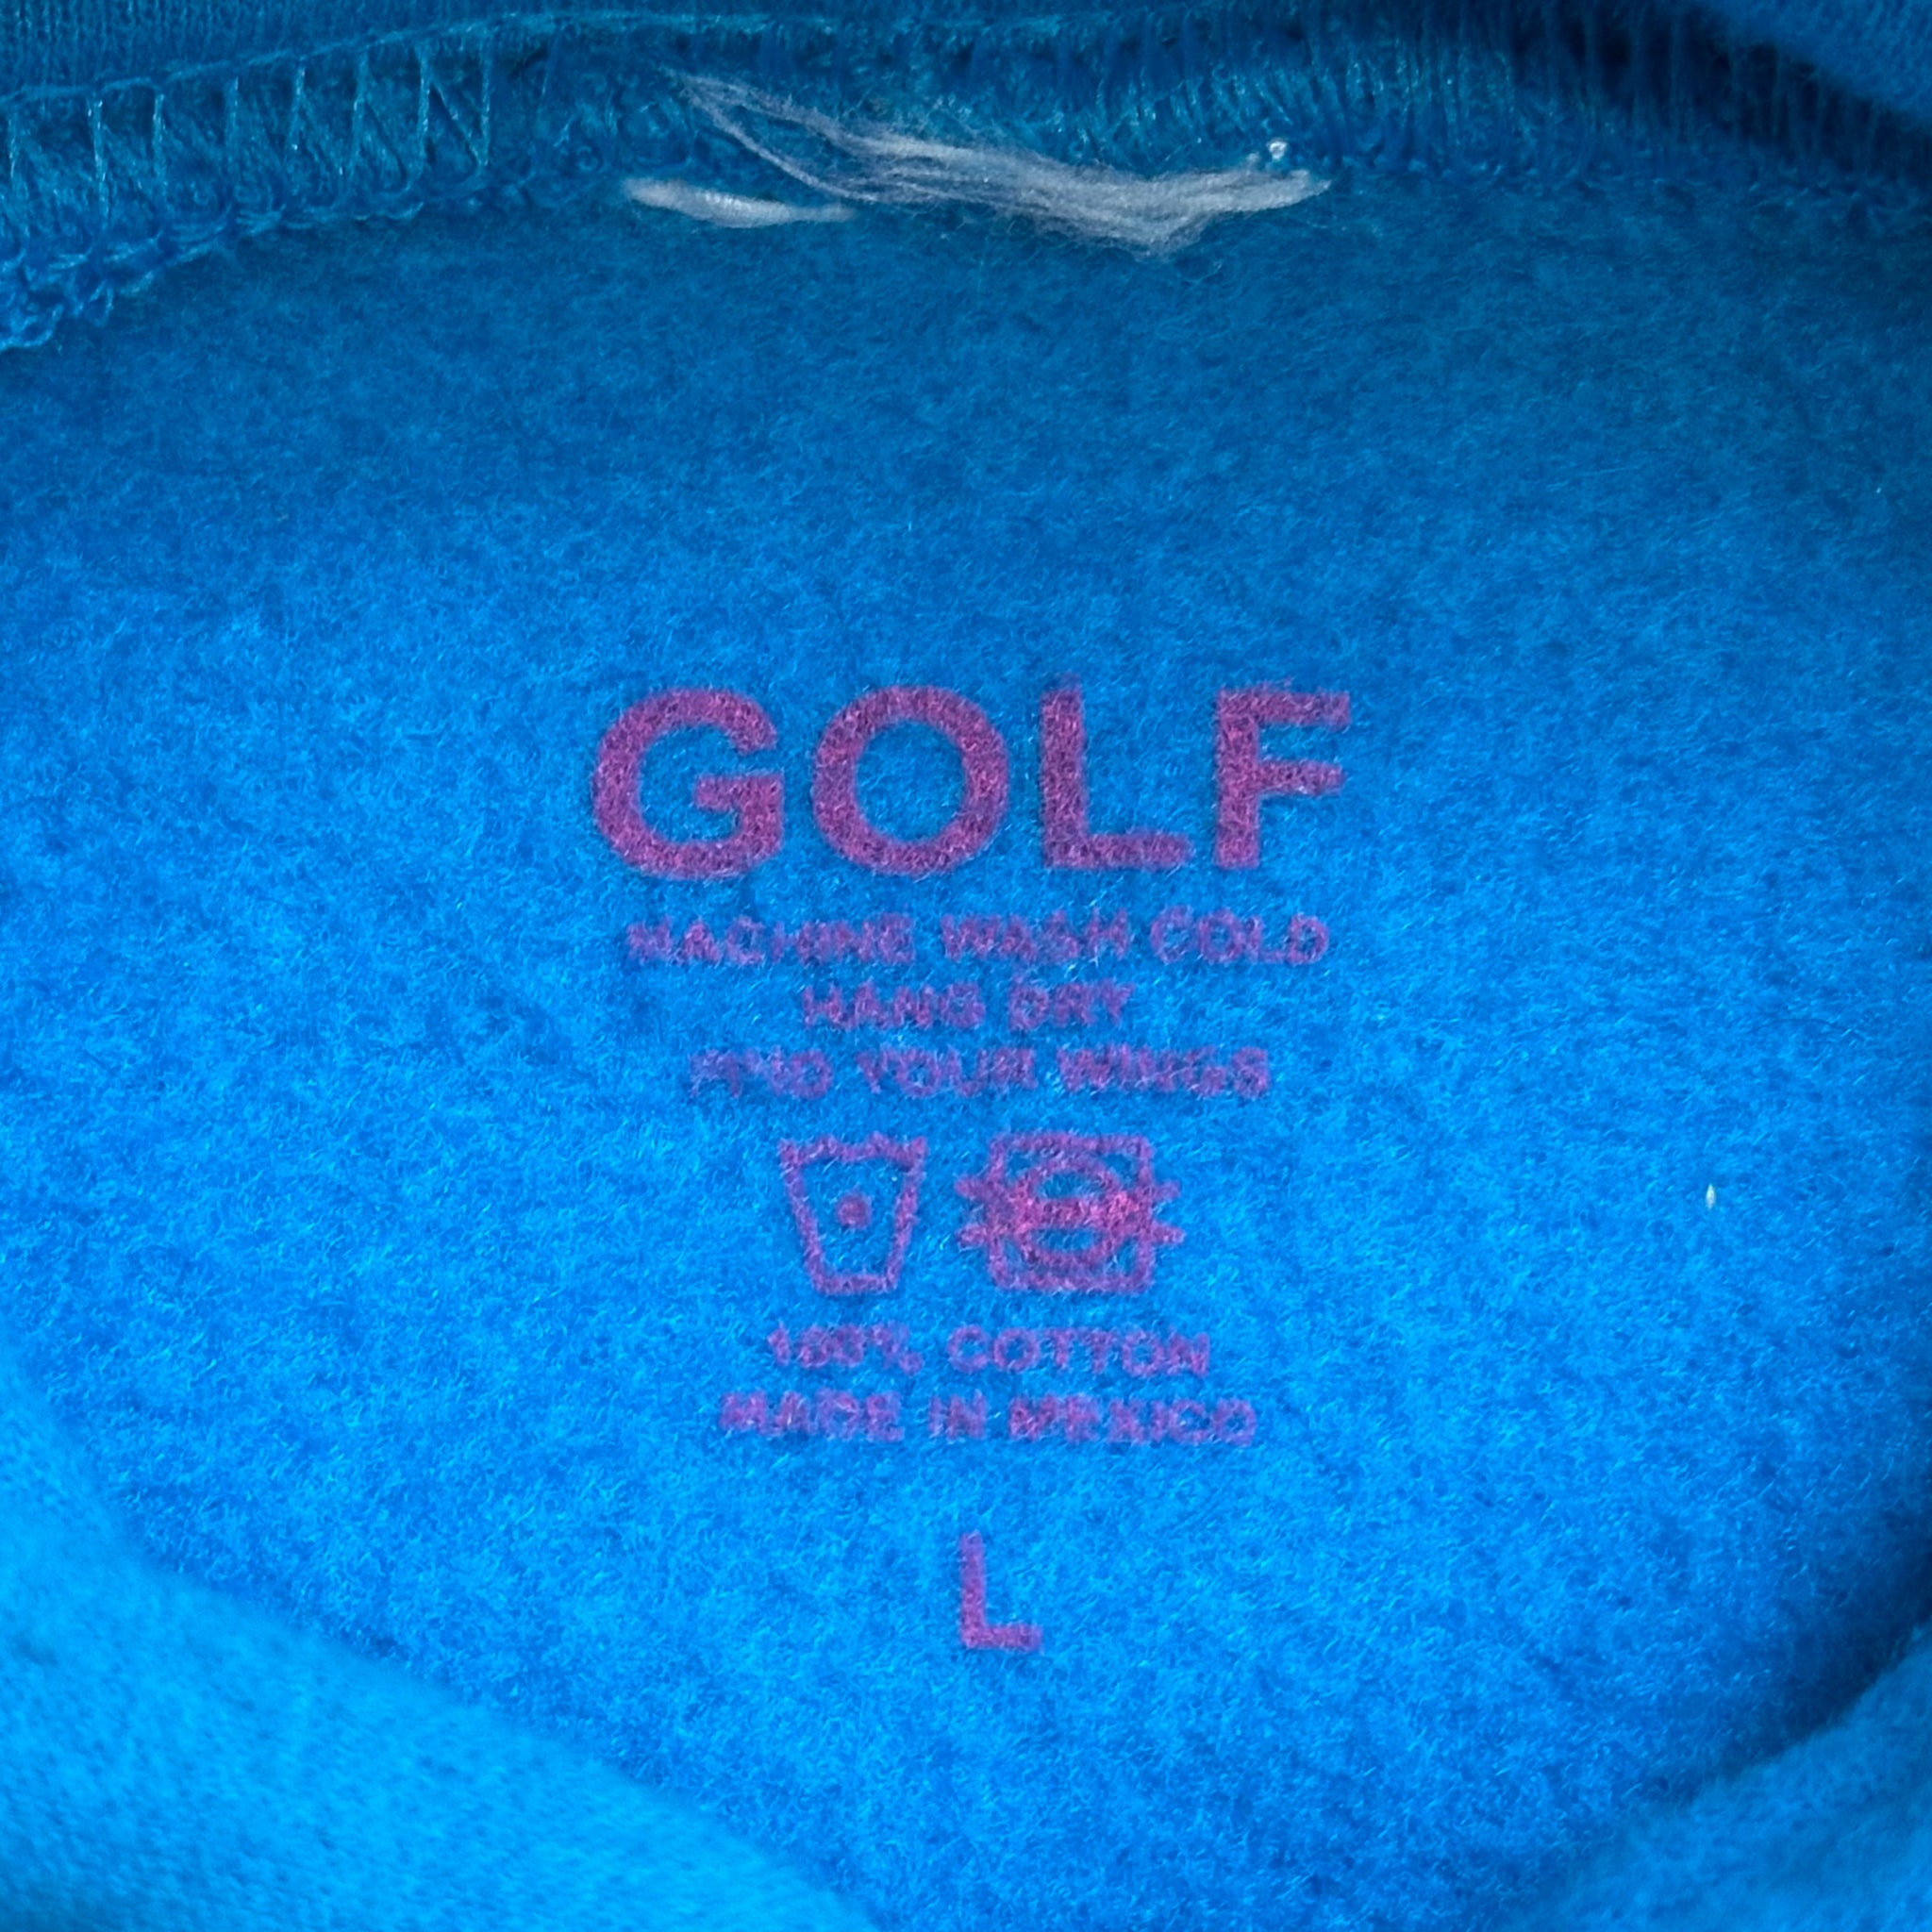 GOLF
MACHINE WASH COLD
HANG DRY
FIND YOUR WINGS
100% COTTON
MADE IN MEXICO
L